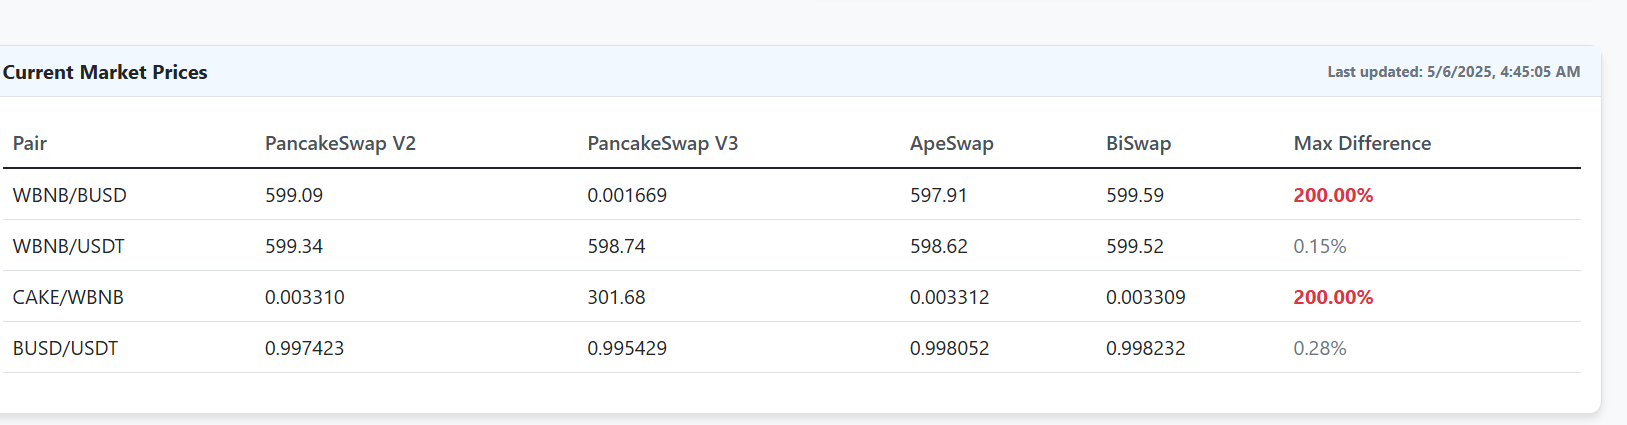 Current Market Prices
Last updated: 5/6/2025, 4:45:05 AM
Pair PancakeSwap V2 PancakeSwap V3 ApeSwap BiSwap Max Difference
WBNB/BUSD 599.09 0.001669 597.91 599.59 200.00%
WBNB/USDT 599.34 598.74 598.62 599.52 0.15%
CAKE/WBNB 0.003310 301.68 0.003312 0.003309 200.00%
BUSD/USDT 0.997423 0.995429 0.998052 0.998232 0.28%